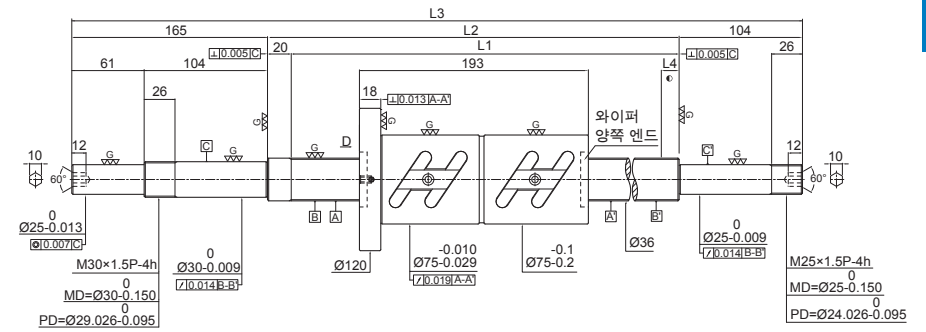 L3
165
L2
104
⊥ 0.005 C
20
L1
⊥ 0.005 C
26
61
104
193
L4
26
18
⊥ 0.013 A-A'
G
G
G
와이퍼
양쪽 엔드
G
G
12
G
C
G
G
D
C'
G
12
10
60°
60°
10
B
A
A'
B'
0
Ø25-0.013
◎ 0.007 C
M30×1.5P-4h
0
MD=Ø30-0.150
0
PD=Ø29.026-0.095
0
Ø30-0.009
↗ 0.014 B-B'
Ø120
-0.010
Ø75-0.029
↗ 0.019 A-A'
-0.1
Ø75-0.2
Ø36
0
Ø25-0.009
↗ 0.014 B-B'
M25×1.5P-4h
0
MD=Ø25-0.150
0
PD=Ø24.026-0.095